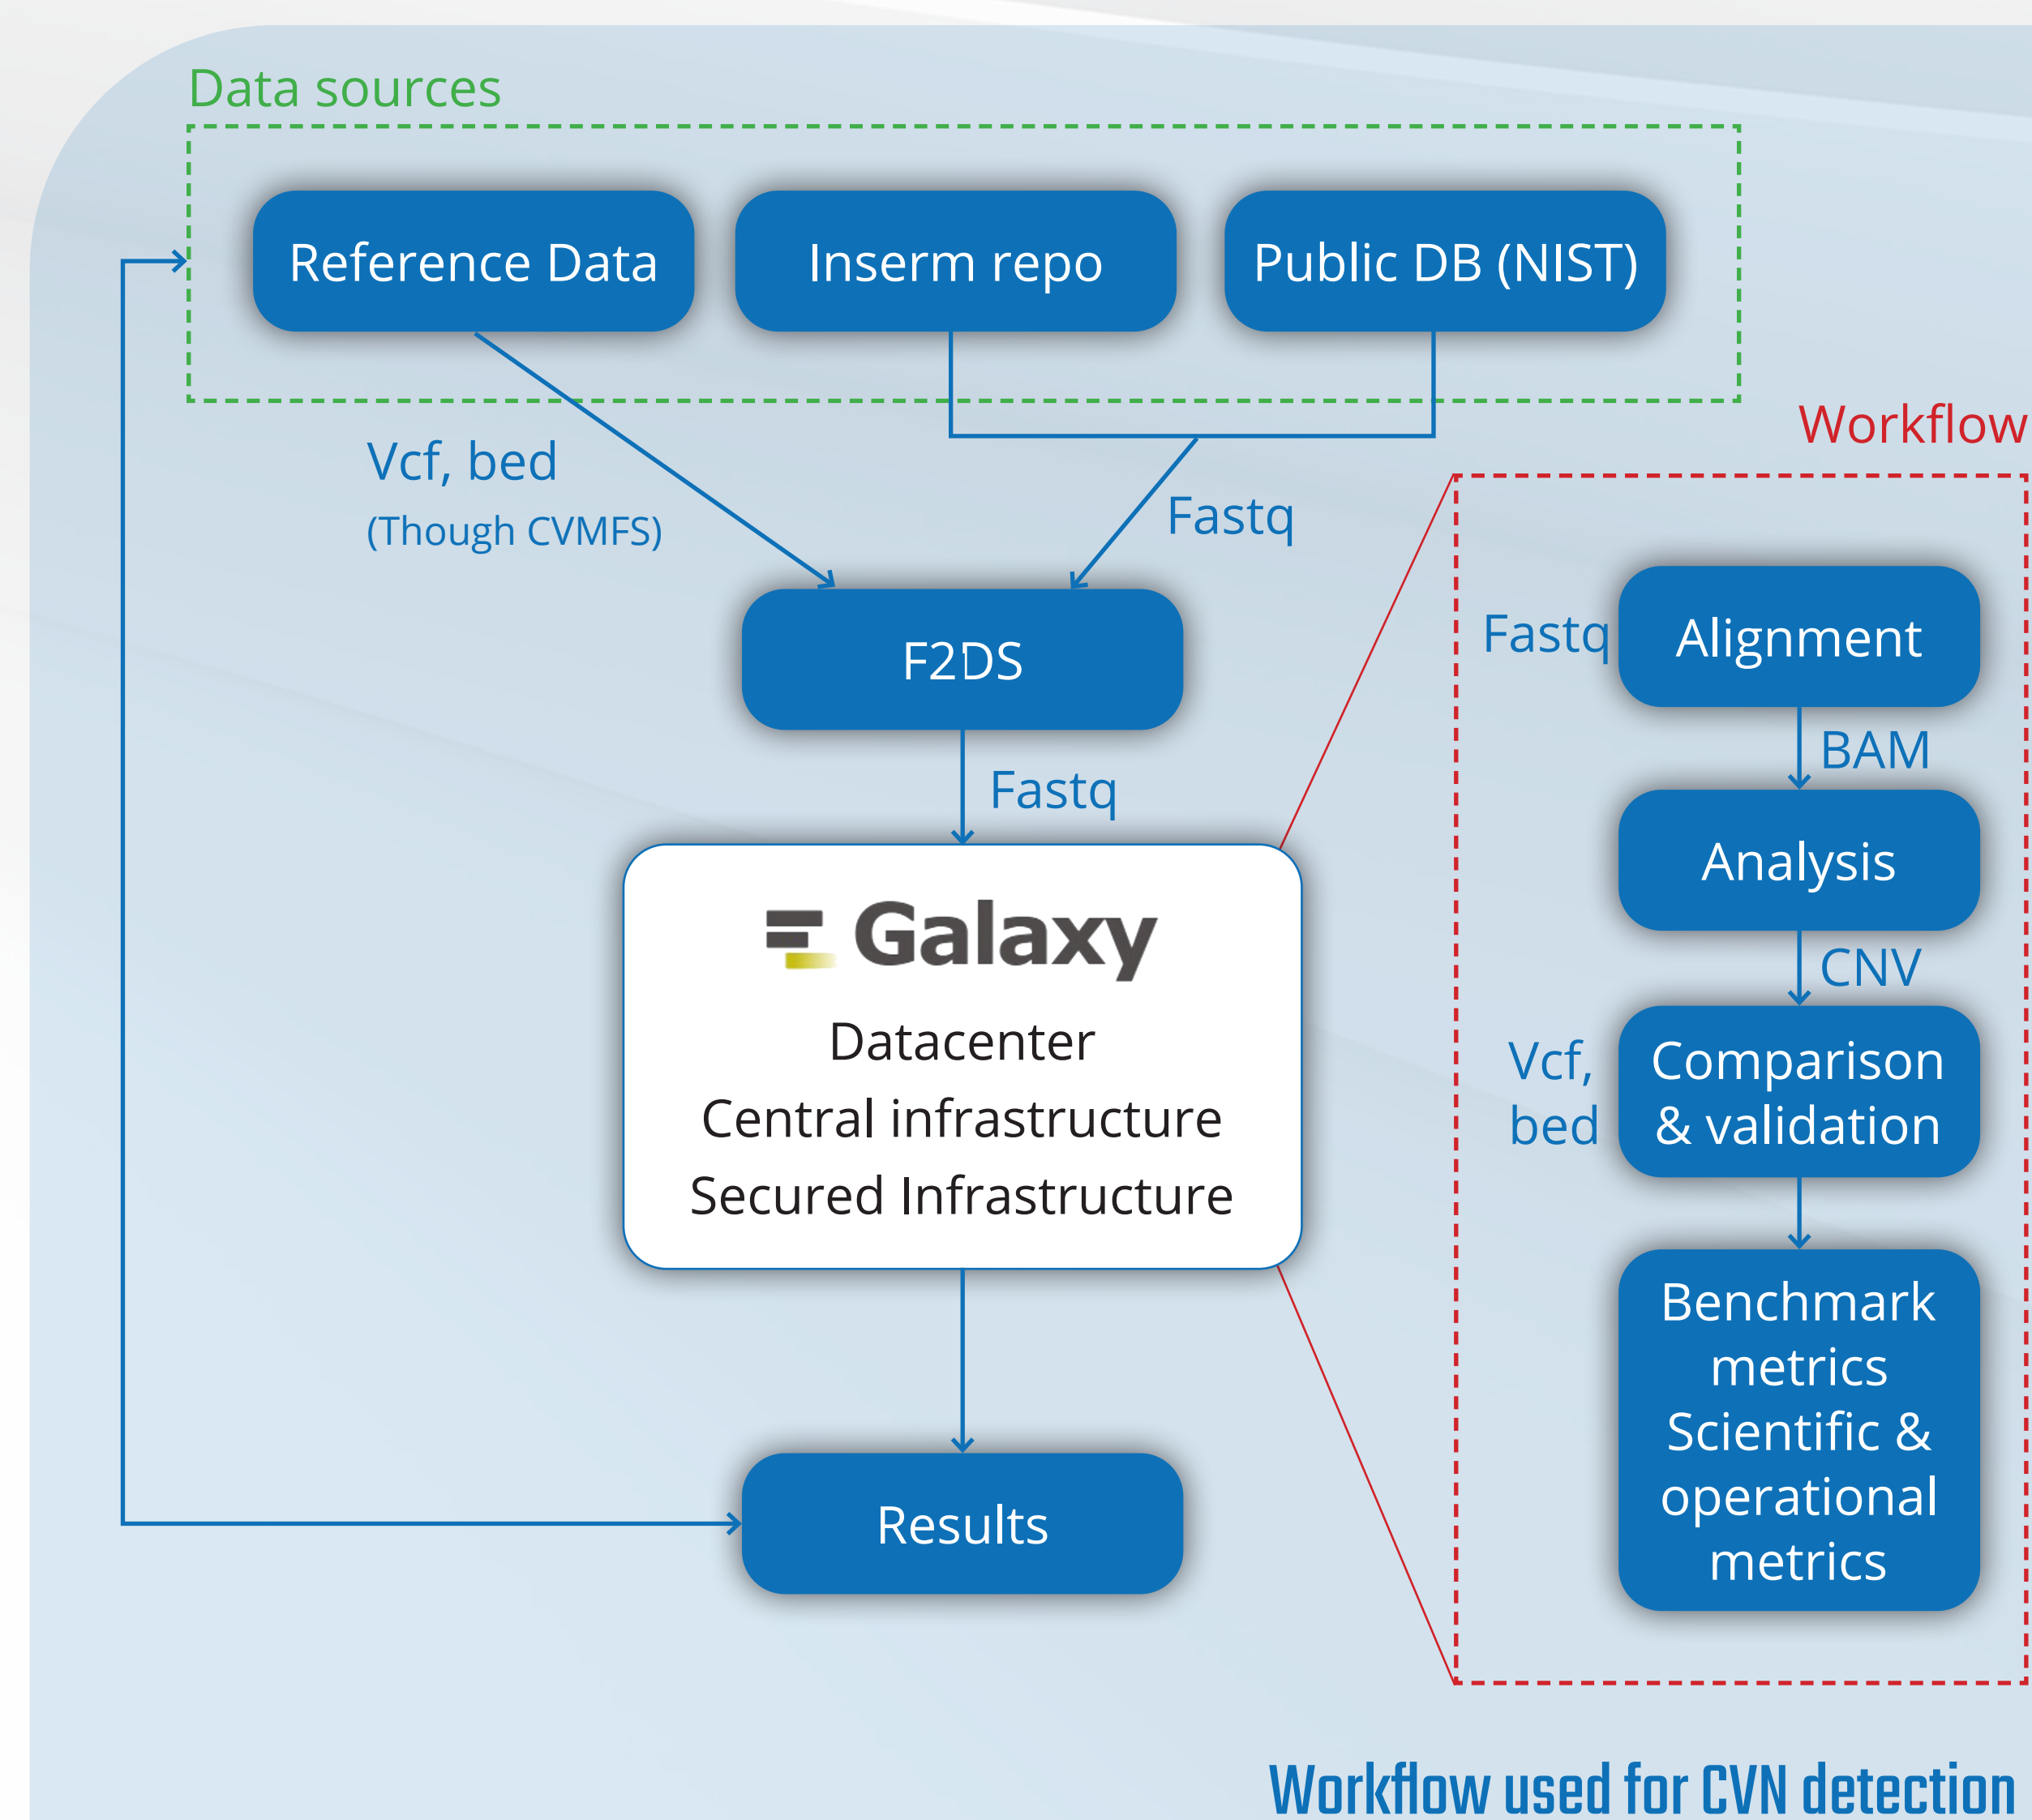 Data sources
Reference Data
Inserm repo
Public DB (NIST)
Vcf, bed
(Though CVMFS)
Fastq
F2DS
Fastq
Galaxy
Datacenter
Central infrastructure
Secured Infrastructure
Results
Workflow
Fastq
Alignment
BAM
Analysis
CNV
Vcf,
bed
Comparison
& validation
Benchmark
metrics
Scientific &
operational
metrics
Workflow used for CVN detection